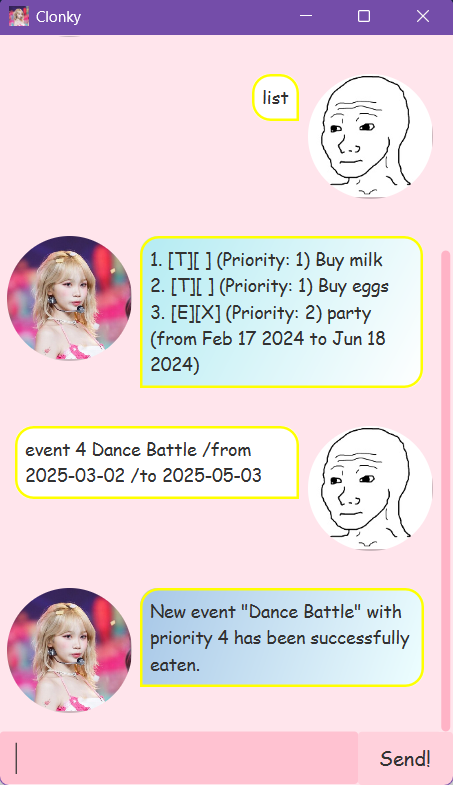 Clonky
list
1. [T][ ] (Priority: 1) Buy milk
2. [T][ ] (Priority: 1) Buy eggs
3. [E][X] (Priority: 2) party
(from Feb 17 2024 to Jun 18
2024)
event 4 Dance Battle /from
2025-03-02 /to 2025-05-03
New event "Dance Battle" with
priority 4 has been successfully
eaten.
Send!